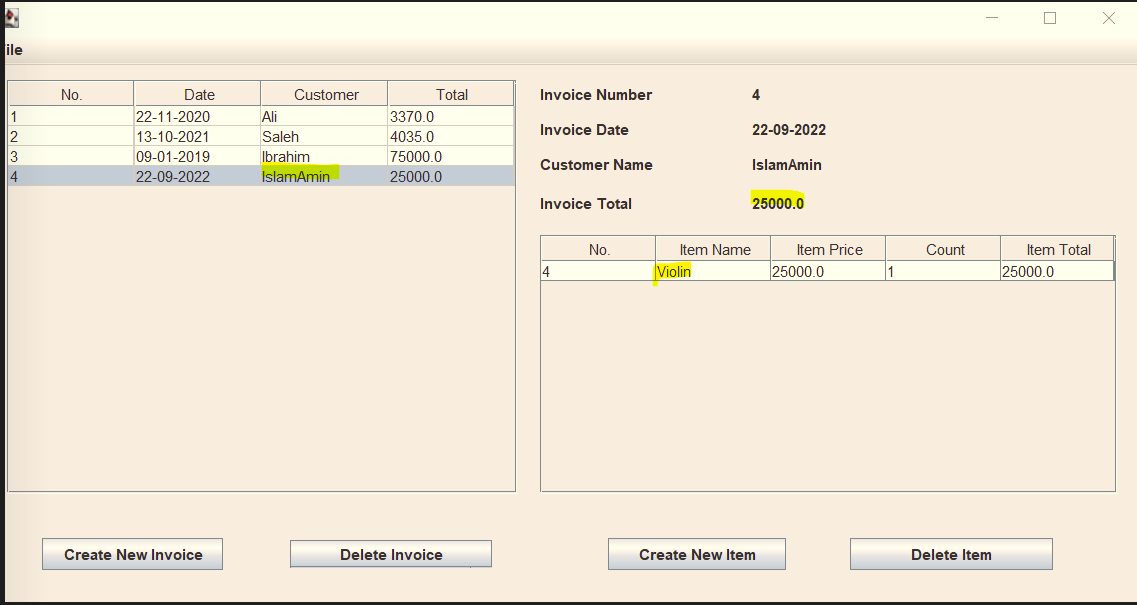 ile
No. Date Customer Total
1 22-11-2020 Ali 3370.0
2 13-10-2021 Saleh 4035.0
3 09-01-2019 Ibrahim 75000.0
4 22-09-2022 IslamAmin 25000.0
Invoice Number 4
Invoice Date 22-09-2022
Customer Name IslamAmin
Invoice Total 25000.0
No. Item Name Item Price Count Item Total
4 Violin 25000.0 1 25000.0
Create New Invoice Delete Invoice Create New Item Delete Item